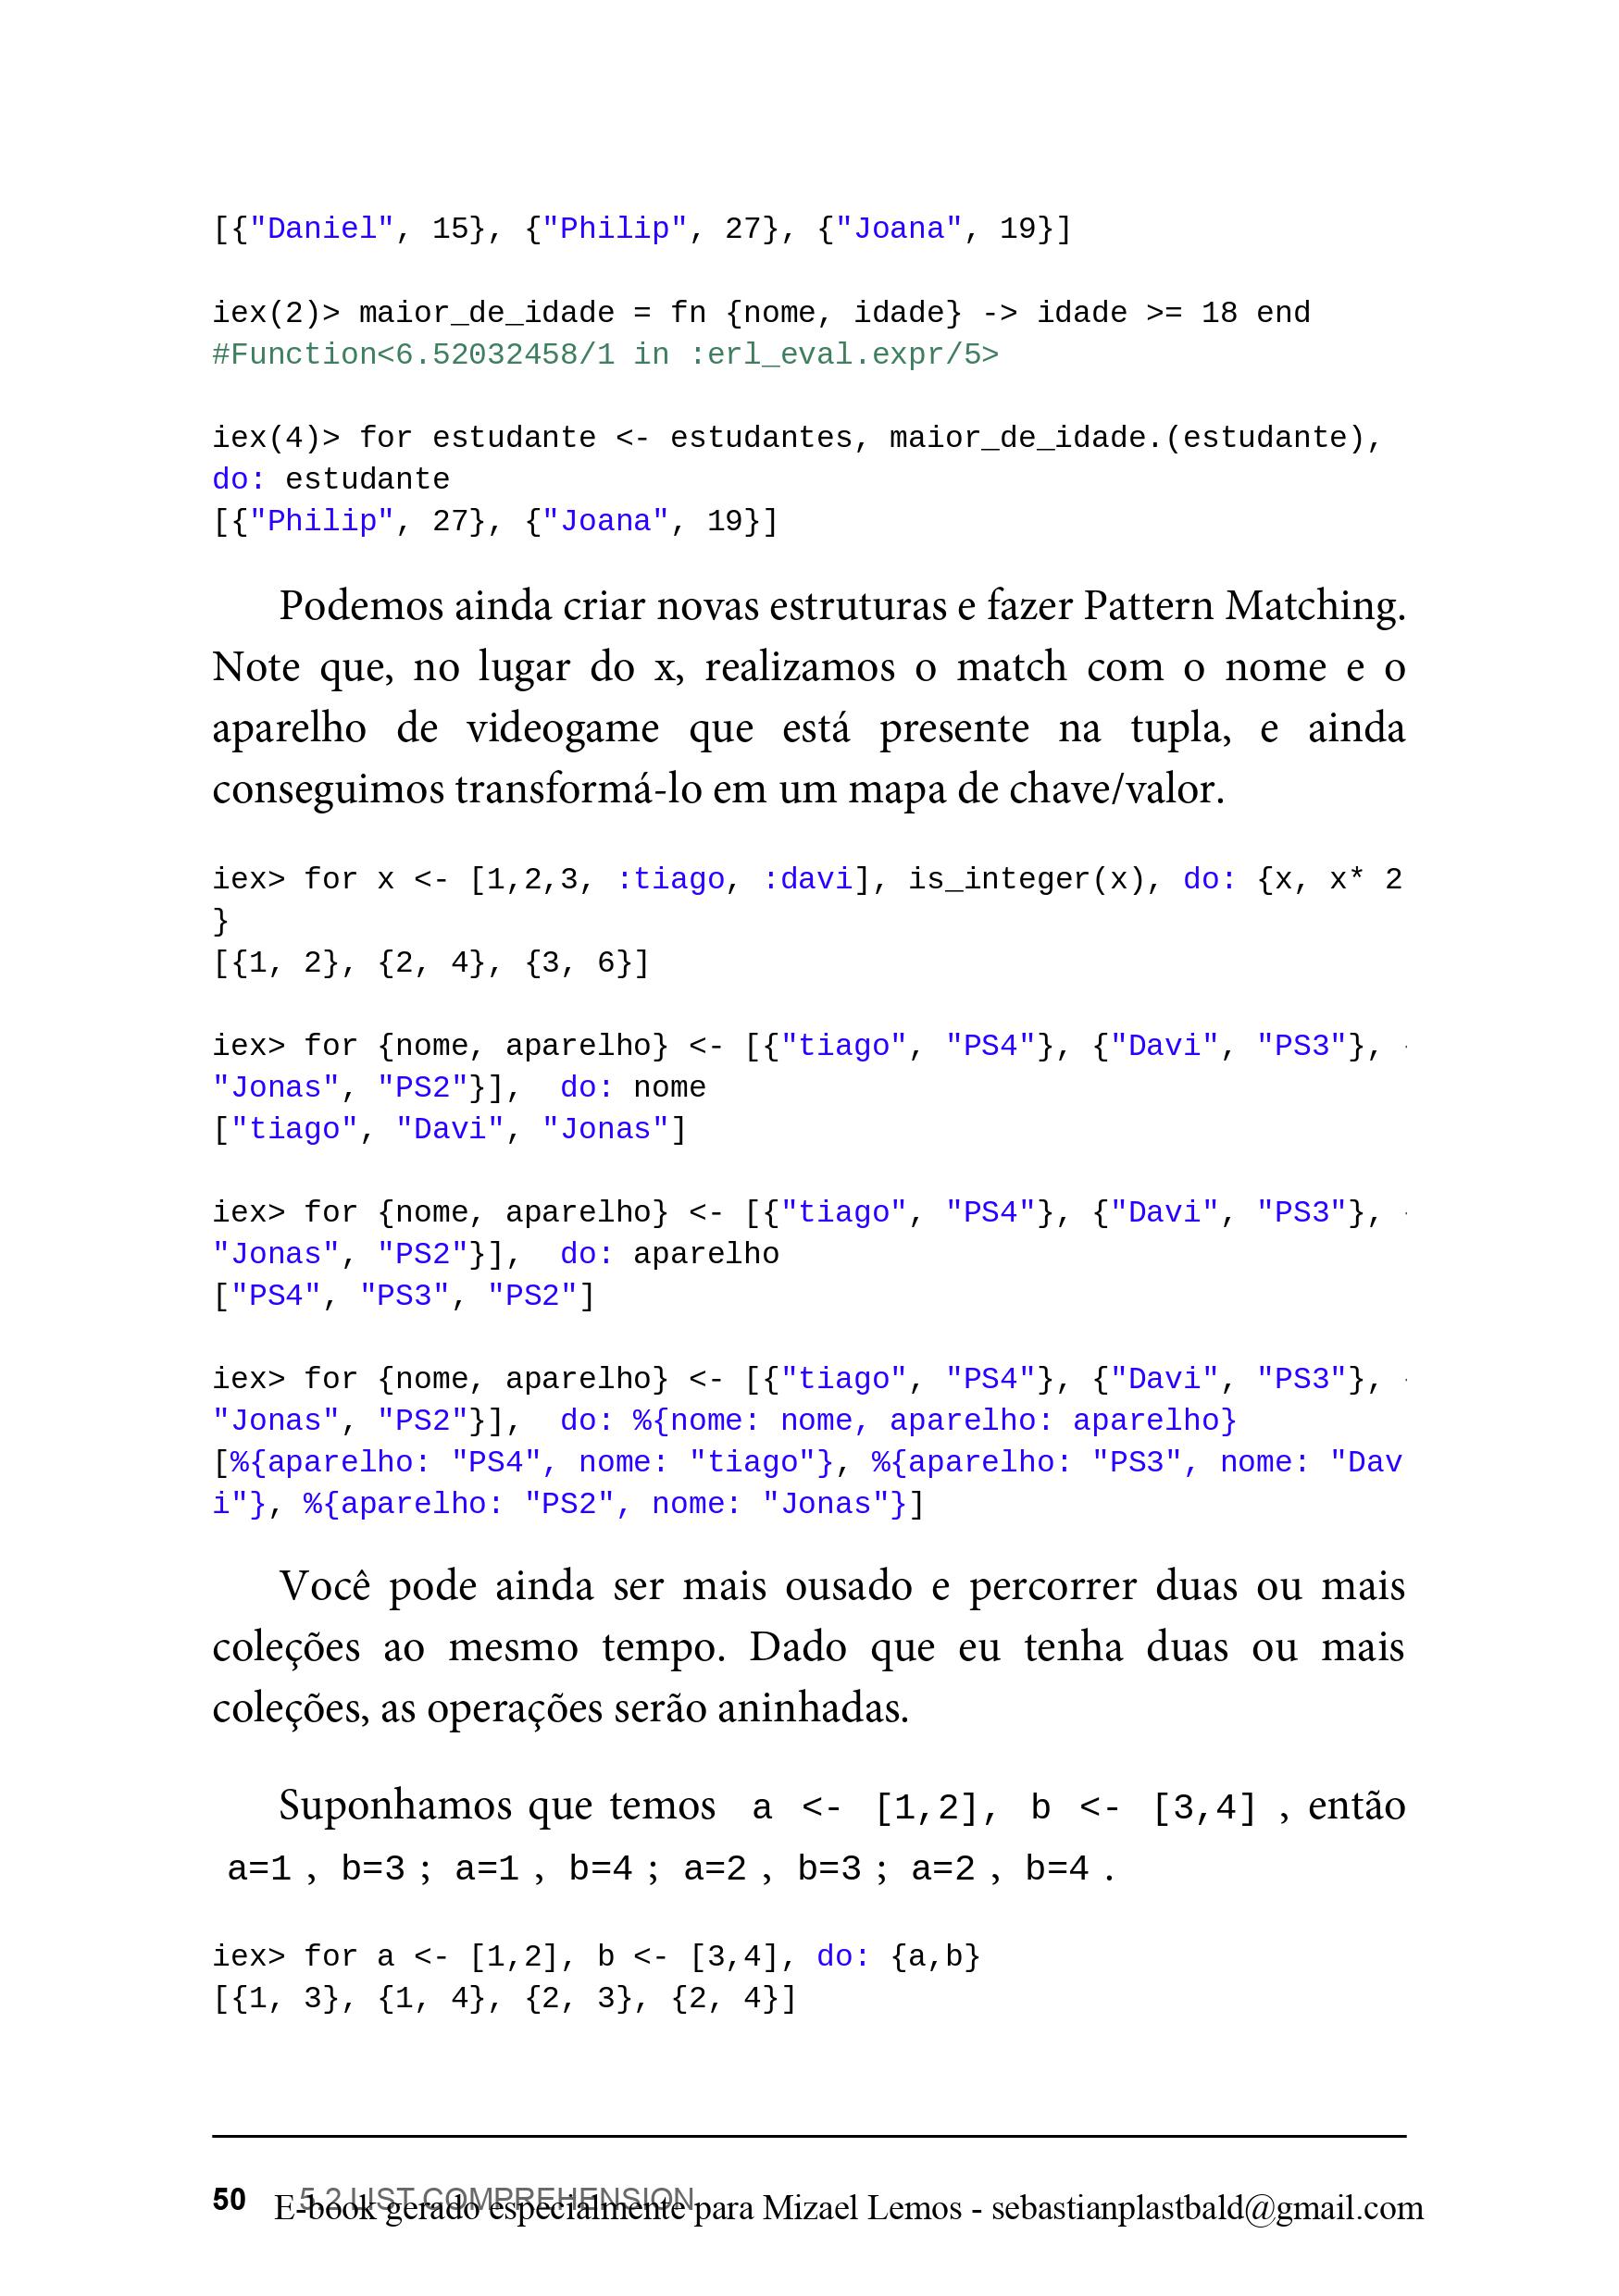 [{"Daniel", 15}, {"Philip", 27}, {"Joana", 19}]
iex(2)> maior_de_idade = fn {nome, idade} -> idade >= 18 end
#Function<6.52032458/1 in :erl_eval.expr/5>
iex(4)> for estudante <- estudantes, maior_de_idade.(estudante),
do: estudante
[{"Philip", 27}, {"Joana", 19}]
Podemos ainda criar novas estruturas e fazer Pattern Matching.
Note que, no lugar do x, realizamos o match com o nome e o
aparelho de videogame que está presente na tupla, e ainda
conseguimos transformá-lo em um mapa de chave/valor.
iex> for x <- [1,2,3, :tiago, :davi], is_integer(x), do: {x, x* 2
}
[{1, 2}, {2, 4}, {3, 6}]
iex> for {nome, aparelho} <- [{"tiago", "PS4"}, {"Davi", "PS3"},
"Jonas", "PS2"}],  do: nome
["tiago", "Davi", "Jonas"]
iex> for {nome, aparelho} <- [{"tiago", "PS4"}, {"Davi", "PS3"},
"Jonas", "PS2"}],  do: aparelho
["PS4", "PS3", "PS2"]
iex> for {nome, aparelho} <- [{"tiago", "PS4"}, {"Davi", "PS3"},
"Jonas", "PS2"}],  do: %{nome: nome, aparelho: aparelho}
[%{aparelho: "PS4", nome: "tiago"}, %{aparelho: "PS3", nome: "Dav
i"}, %{aparelho: "PS2", nome: "Jonas"}]
Você pode ainda ser mais ousado e percorrer duas ou mais
coleções ao mesmo tempo. Dado que eu tenha duas ou mais
coleções, as operações serão aninhadas.
Suponhamos que temos a <- [1,2], b <- [3,4] , então
a=1 , b=3 ; a=1 , b=4 ; a=2 , b=3 ; a=2 , b=4 .
iex> for a <- [1,2], b <- [3,4], do: {a,b}
[{1, 3}, {1, 4}, {2, 3}, {2, 4}]
50 5.2 LIST COMPREHENSION
E-book gerado especialmente para Mizael Lemos - sebastianplastbald@gmail.com